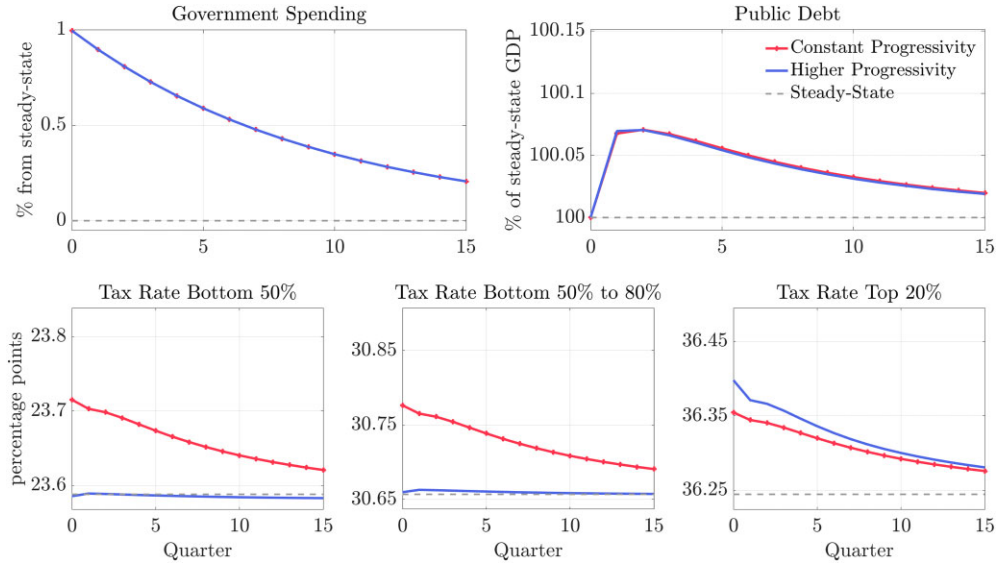 Government Spending
% from steady-state
1
0.5
0
0 5 10 15
Public Debt
% of steady-state GDP
100.15
100.1
100.05
100
0 5 10 15
Constant Progressivity
Higher Progressivity
Steady-State
Tax Rate Bottom 50%
percentage points
23.8
23.7
23.6
0 5 10 15
Quarter
Tax Rate Bottom 50% to 80%
30.85
30.75
30.65
0 5 10 15
Tax Rate Top 20%
36.45
36.35
36.25
0 5 10 15
Quarter